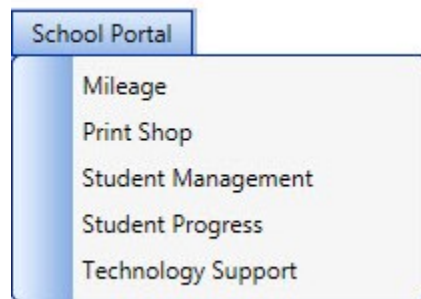 School Portal
Mileage
Print Shop
Student Management
Student Progress
Technology Support